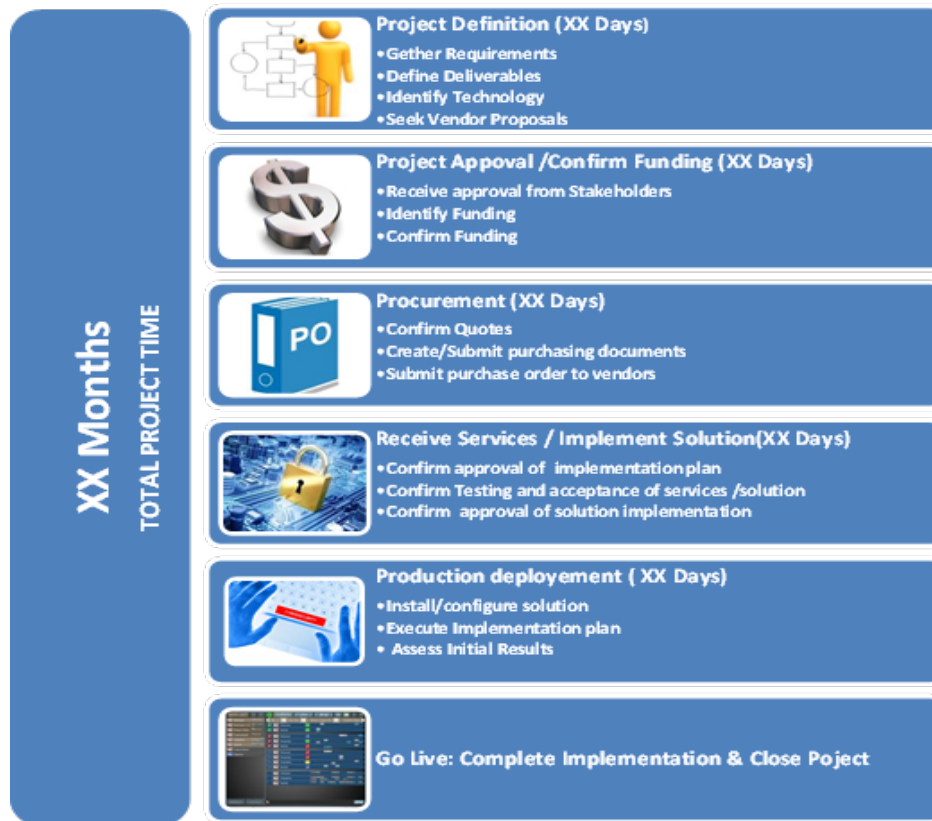 XX Months
TOTAL PROJECT TIME
Project Definition (XX Days)
•Gether Requirements
•Define Deliverables
•Identify Technology
•Seek Vendor Proposals
Project Appoval /Confirm Funding (XX Days)
•Receive approval from Stakeholders
•Identify Funding
•Confirm Funding
PO
Procurement (XX Days)
•Confirm Quotes
•Create/Submit purchasing documents
•Submit purchase order to vendors
Receive Services / Implement Solution(XX Days)
•Confirm approval of implementation plan
•Confirm Testing and acceptance of services /solution
•Confirm approval of solution implementation
Production deployement ( XX Days)
•Install/configure solution
•Execute Implementation plan
• Assess Initial Results
Go Live: Complete Implementation & Close Poject